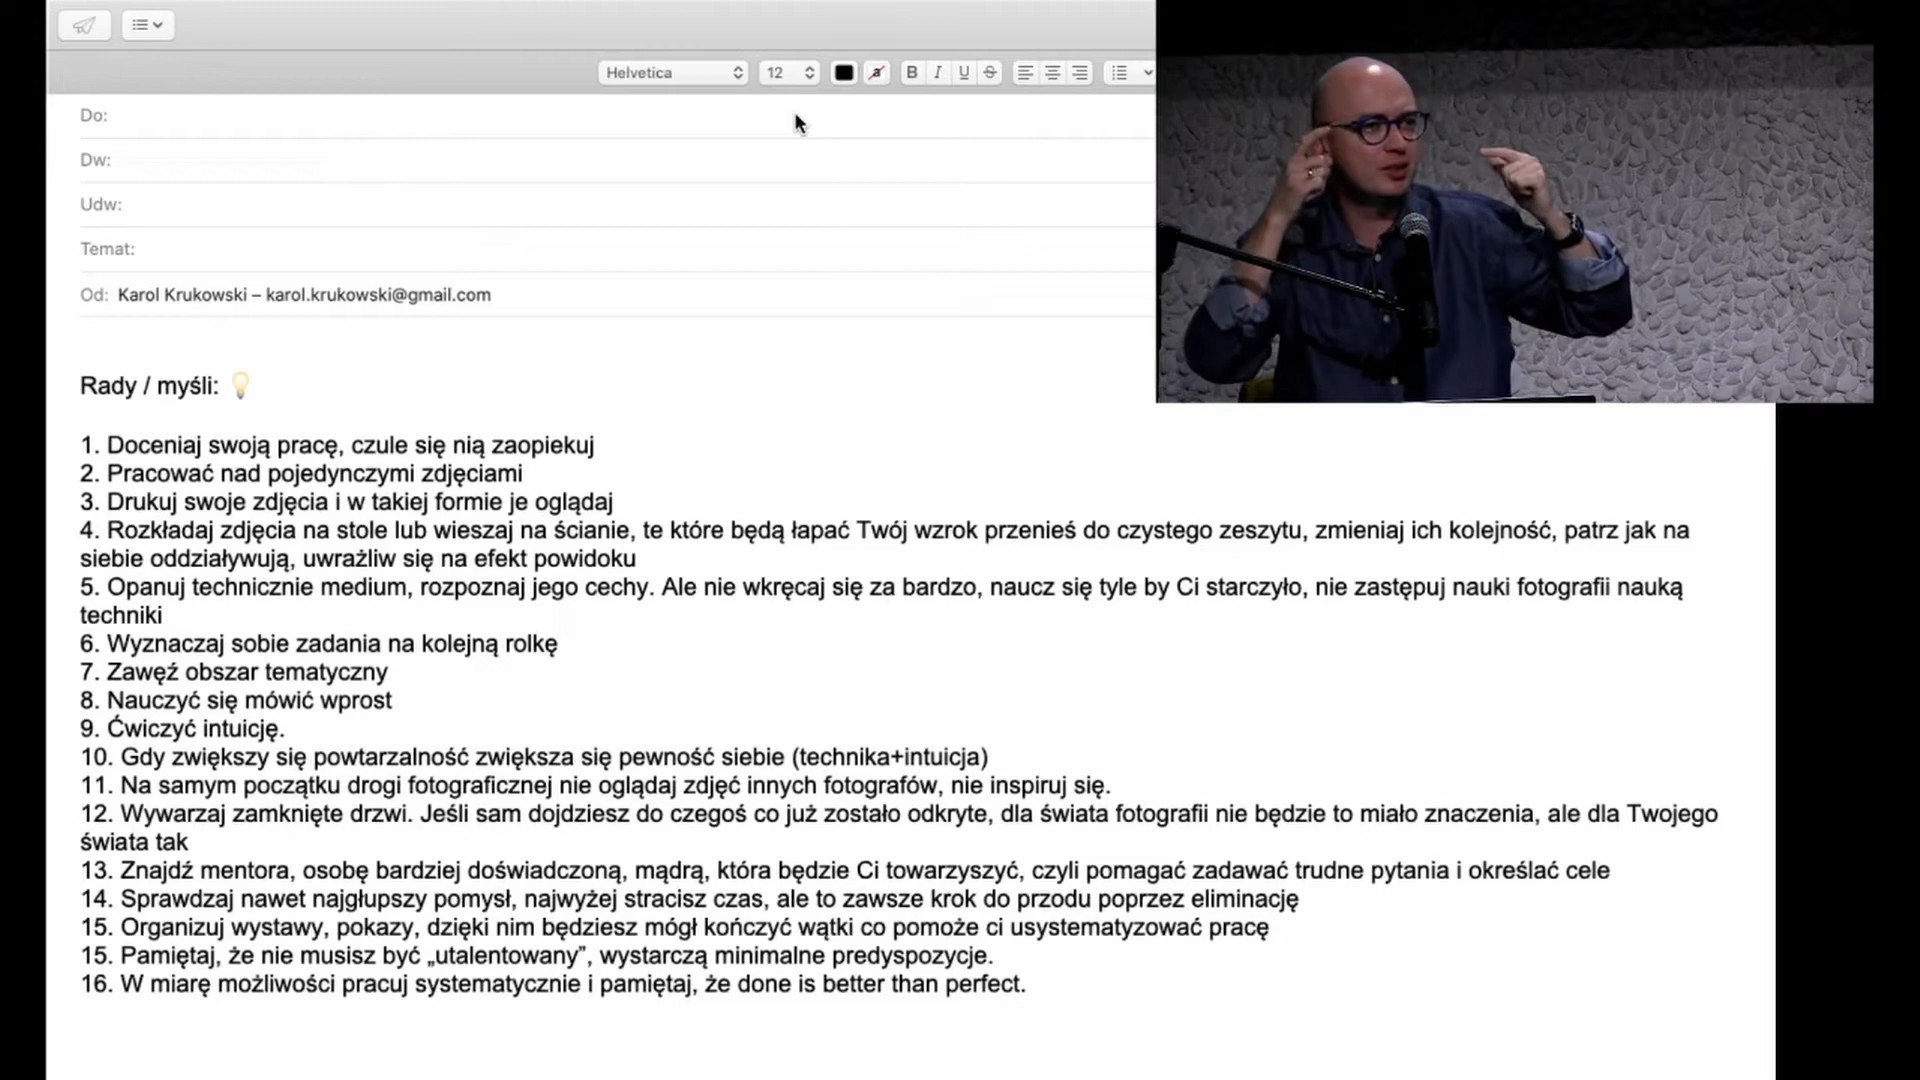 Helvetica
12
a
B I U S
Do:
Dw:
Udw:
Temat:
Od: Karol Krukowski – karol.krukowski@gmail.com
Rady / myśli: 💡
1. Doceniaj swoją pracę, czule się nią zaopiekuj
2. Pracować nad pojedynczymi zdjęciami
3. Drukuj swoje zdjęcia i w takiej formie je oglądaj
4. Rozkładaj zdjęcia na stole lub wieszaj na ścianie, te które będą łapać Twój wzrok przenieś do czystego zeszytu, zmieniaj ich kolejność, patrz jak na
siebie oddziaływują, uwrażliw się na efekt powidoku
5. Opanuj technicznie medium, rozpoznaj jego cechy. Ale nie wkręcaj się za bardzo, naucz się tyle by Ci starczyło, nie zastępuj nauki fotografii nauką
techniki
6. Wyznaczaj sobie zadania na kolejną rolkę
7. Zawęź obszar tematyczny
8. Nauczyć się mówić wprost
9. Ćwiczyć intuicję.
10. Gdy zwiększy się powtarzalność zwiększa się pewność siebie (technika+intuicja)
11. Na samym początku drogi fotograficznej nie oglądaj zdjęć innych fotografów, nie inspiruj się.
12. Wywarzaj zamknięte drzwi. Jeśli sam dojdziesz do czegoś co już zostało odkryte, dla świata fotografii nie będzie to miało znaczenia, ale dla Twojego
świata tak
13. Znajdź mentora, osobę bardziej doświadczoną, mądrą, która będzie Ci towarzyszyć, czyli pomagać zadawać trudne pytania i określać cele
14. Sprawdzaj nawet najgłupszy pomysł, najwyżej stracisz czas, ale to zawsze krok do przodu poprzez eliminację
15. Organizuj wystawy, pokazy, dzięki nim będziesz mógł kończyć wątki co pomoże ci usystematyzować pracę
15. Pamiętaj, że nie musisz być „utalentowany”, wystarczą minimalne predyspozycje.
16. W miarę możliwości pracuj systematycznie i pamiętaj, że done is better than perfect.